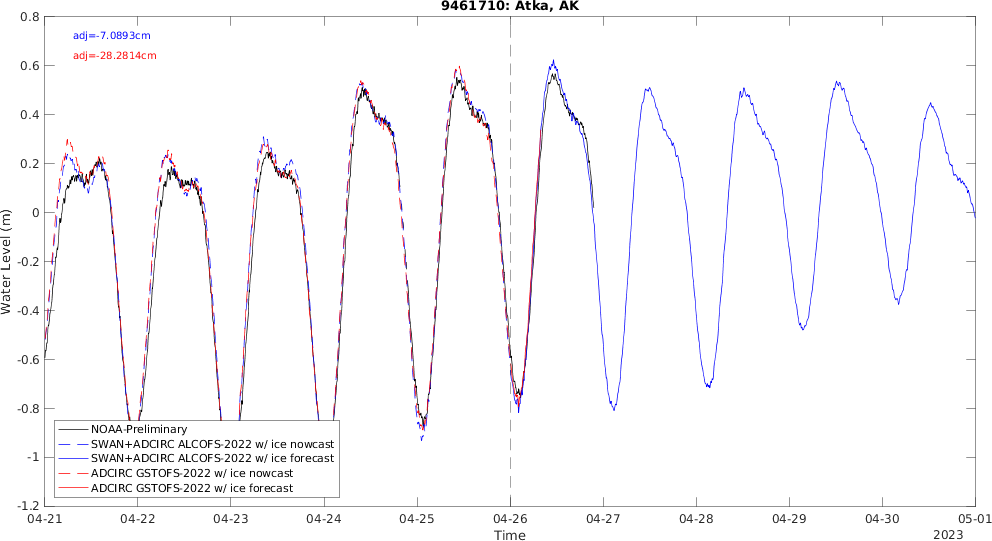 9461710: Atka, AK
adj=-7.0893cm
adj=-28.2814cm
0.8
0.6
0.4
0.2
0
-0.2
-0.4
-0.6
-0.8
-1
-1.2
Water Level (m)
NOAA-Preliminary
SWAN+ADCIRC ALCOFS-2022 w/ ice nowcast
SWAN+ADCIRC ALCOFS-2022 w/ ice forecast
ADCIRC GSTOFS-2022 w/ ice nowcast
ADCIRC GSTOFS-2022 w/ ice forecast
04-21 04-22 04-23 04-24 04-25 04-26 04-27 04-28 04-29 04-30 05-01
Time
2023